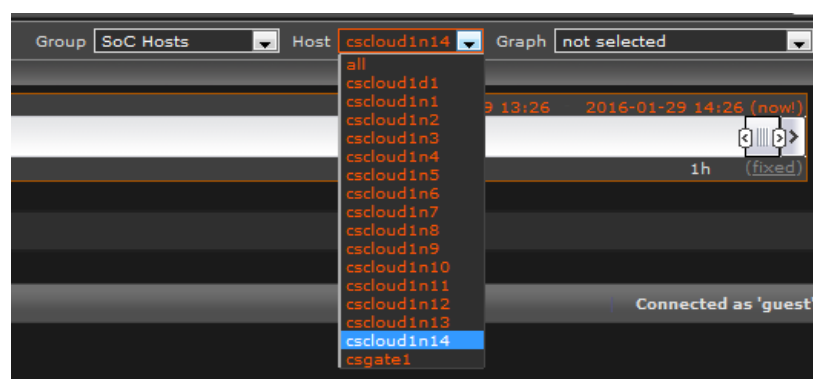 Group SoC Hosts Host cscloud1n14 Graph not selected
all
cscloud1d1
cscloud1n1
9 13:26 2016-01-29 14:26 (now!)
cscloud1n2
cscloud1n3
cscloud1n4
cscloud1n5
1h (fixed)
cscloud1n6
cscloud1n7
cscloud1n8
cscloud1n9
cscloud1n10
cscloud1n11
cscloud1n12
Connected as 'guest'
cscloud1n13
cscloud1n14
csgate1